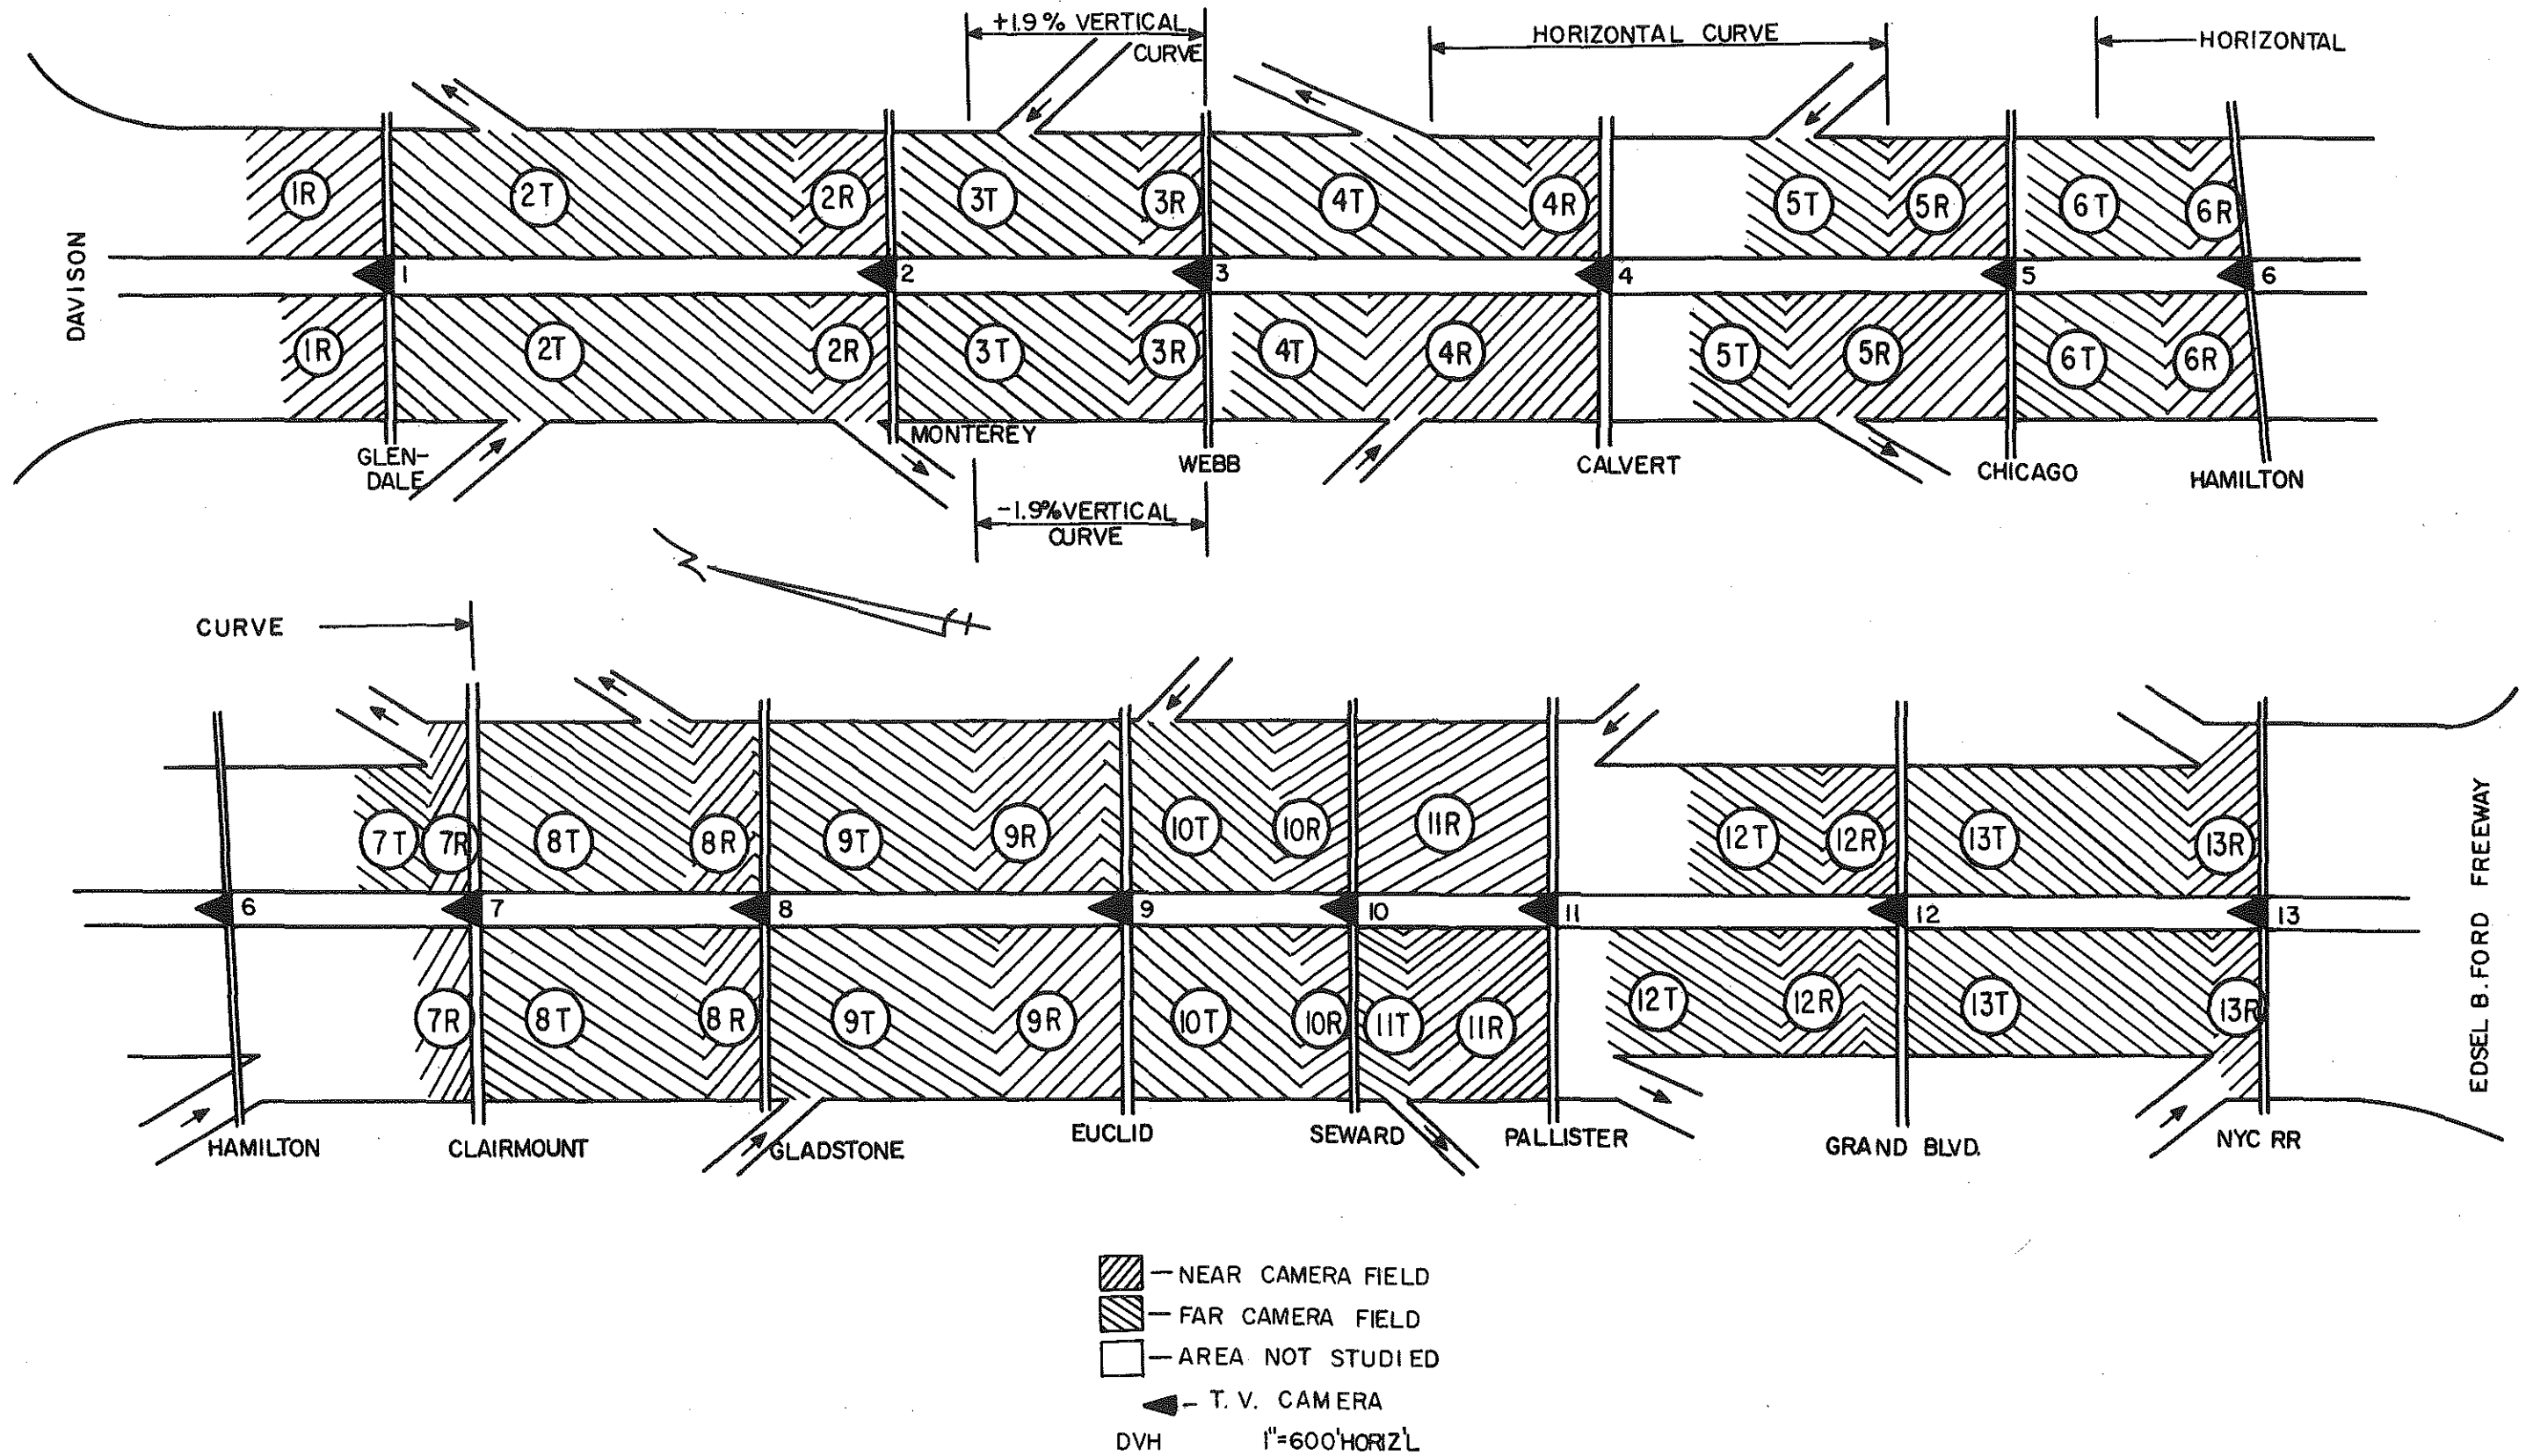 +1.9% VERTICAL
CURVE
HORIZONTAL CURVE
HORIZONTAL
DAVISON
1R 2T 2R 3T 3R 4T 4R 5T 5R 6T 6R
1 2 3 4 5 6
1R 2T 2R 3T 3R 4T 4R 5T 5R 6T 6R
GLEN-
DALE
MONTEREY
WEBB
CALVERT
CHICAGO
HAMILTON
-1.9% VERTICAL
CURVE
CURVE
7T 7R 8T 8R 9T 9R 10T 10R 11R 12T 12R 13T 13R
6 7 8 9 10 11 12 13
7R 8T 8R 9T 9R 10T 10R 11T 11R 12T 12R 13T 13R
EDSEL B. FORD FREEWAY
HAMILTON
CLAIRMOUNT
GLADSTONE
EUCLID
SEWARD
PALLISTER
GRAND BLVD.
NYC RR
- NEAR CAMERA FIELD
- FAR CAMERA FIELD
- AREA NOT STUDIED
- T. V. CAMERA
DVH 1"=600'HORIZ'L